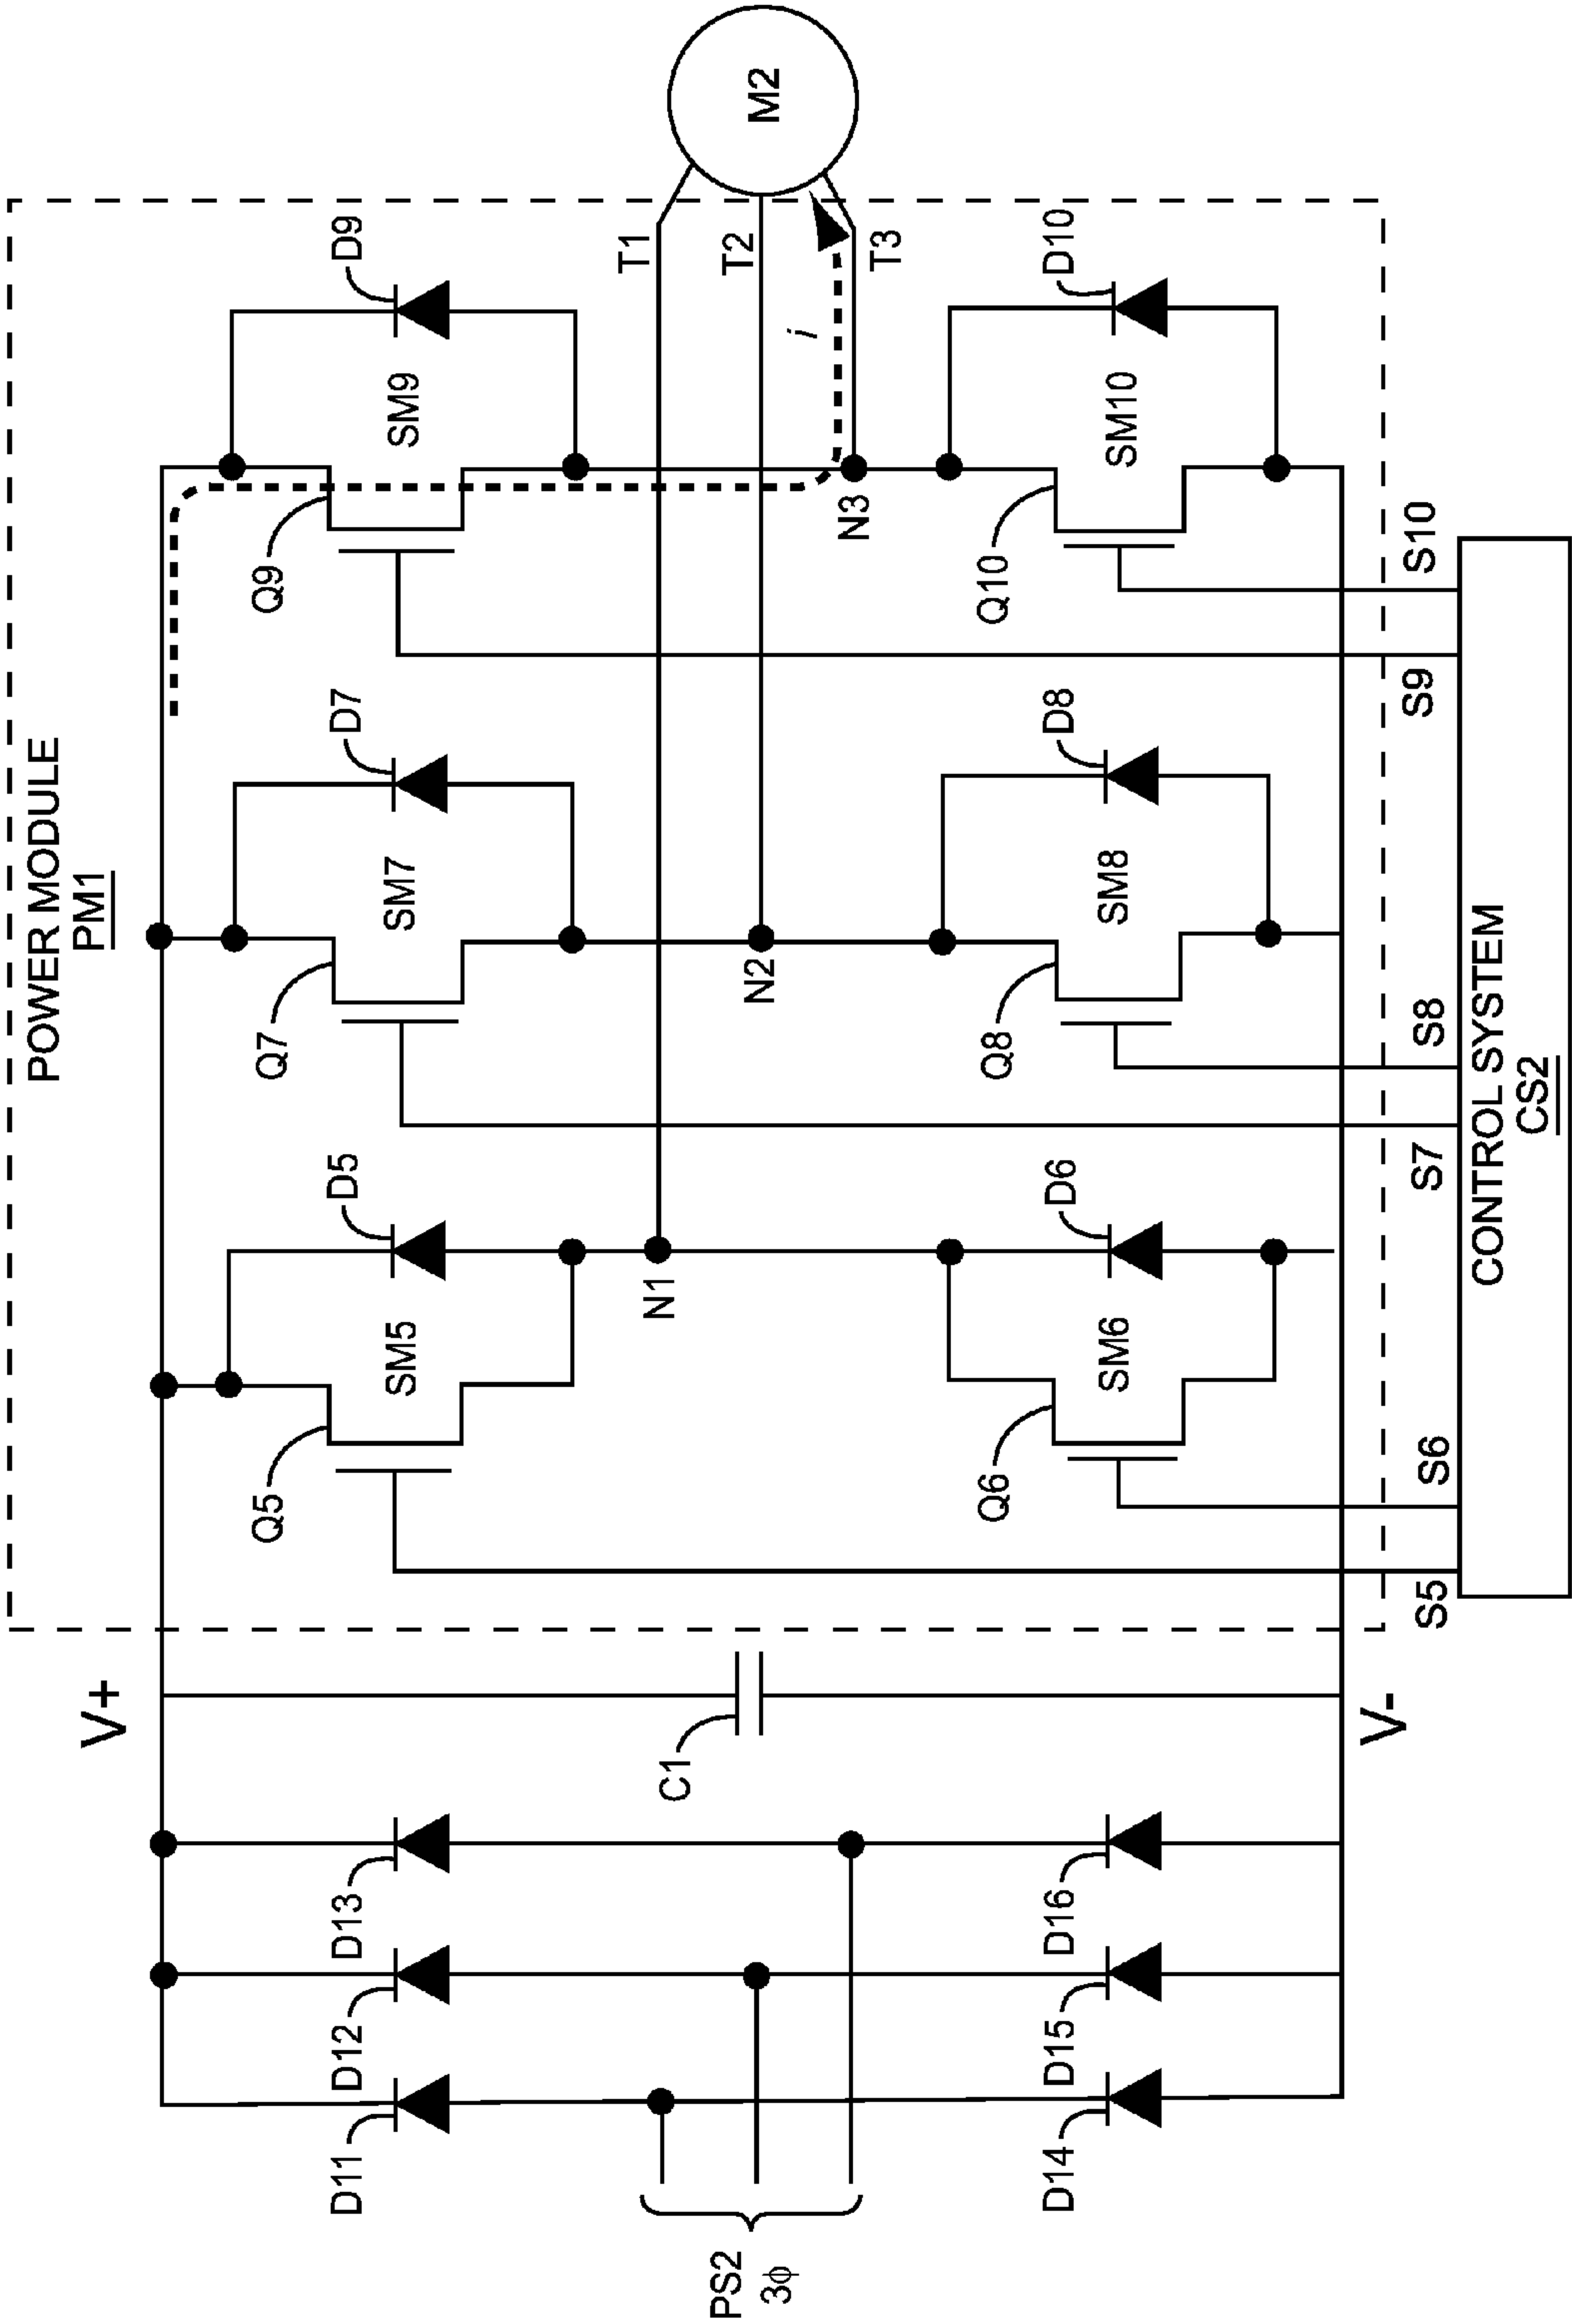 POWER MODULE
PM1
V+
V-
D11
D12
D13
D14
D15
D16
PS2
3ϕ
C1
Q5
SM5
D5
Q7
SM7
D7
Q9
SM9
D9
N1
N2
N3
T1
T2
T3
i
M2
Q6
SM6
D6
Q8
SM8
D8
Q10
SM10
D10
S5
S6
S7
S8
S9
S10
CONTROL SYSTEM
CS2